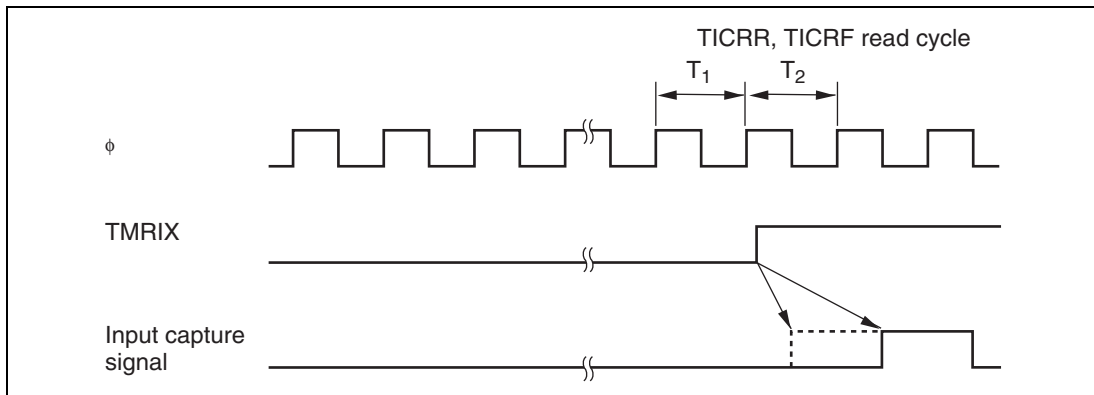 TICRR, TICRF read cycle
T1
T2
ϕ
TMRIX
Input capture
signal